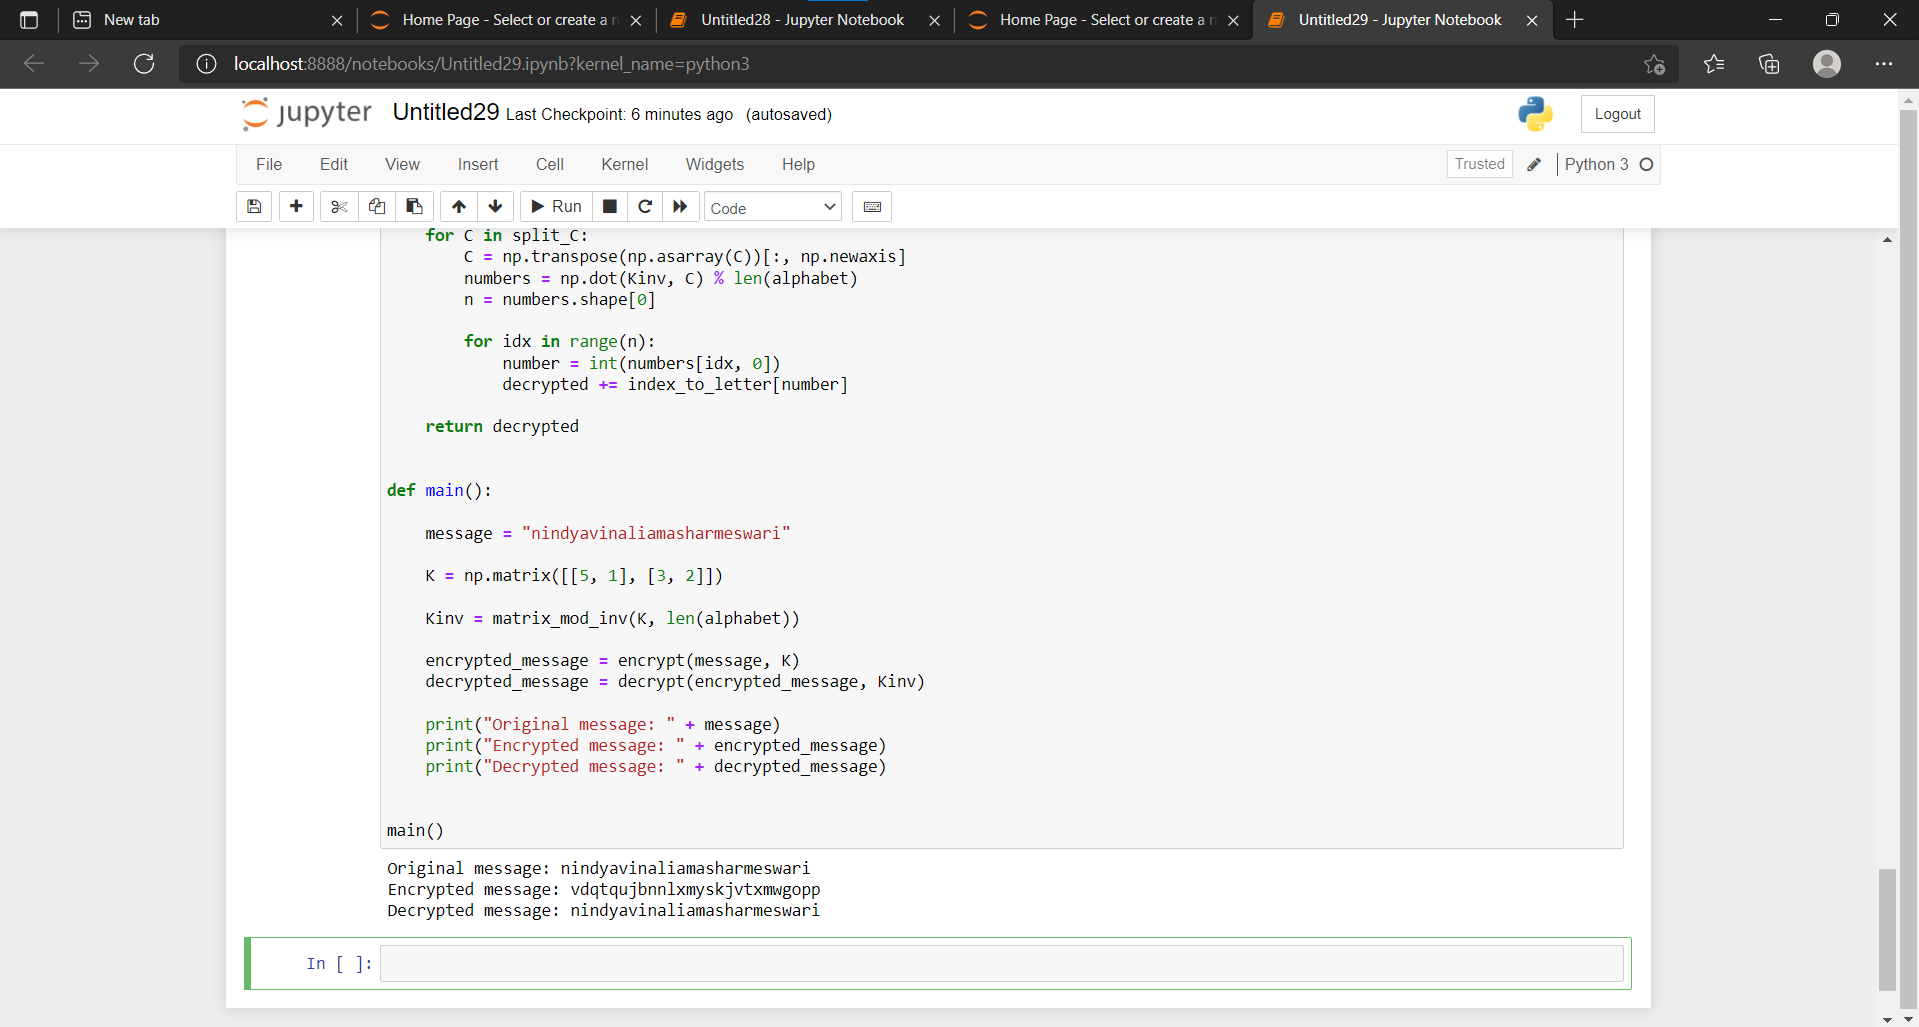 New tab
Home Page - Select or create a n
Untitled28 - Jupyter Notebook
Home Page - Select or create a n
Untitled29 - Jupyter Notebook
localhost:8888/notebooks/Untitled29.ipynb?kernel_name=python3
jupyter Untitled29 Last Checkpoint: 6 minutes ago (autosaved)
Logout
File Edit View Insert Cell Kernel Widgets Help
Trusted
Python 3
Run
Code
for C in split_C:
C = np.transpose(np.asarray(C))[:, np.newaxis]
numbers = np.dot(Kinv, C) % len(alphabet)
n = numbers.shape[0]
for idx in range(n):
number = int(numbers[idx, 0])
decrypted += index_to_letter[number]
return decrypted
def main():
message = "nindyavinaliamasharmeswari"
K = np.matrix([[5, 1], [3, 2]])
Kinv = matrix_mod_inv(K, len(alphabet))
encrypted_message = encrypt(message, K)
decrypted_message = decrypt(encrypted_message, Kinv)
print("Original message: " + message)
print("Encrypted message: " + encrypted_message)
print("Decrypted message: " + decrypted_message)
main()
Original message: nindyavinaliamasharmeswari
Encrypted message: vdqtqujbnnlxmyskjvtxmwgopp
Decrypted message: nindyavinaliamasharmeswari
In [ ]: